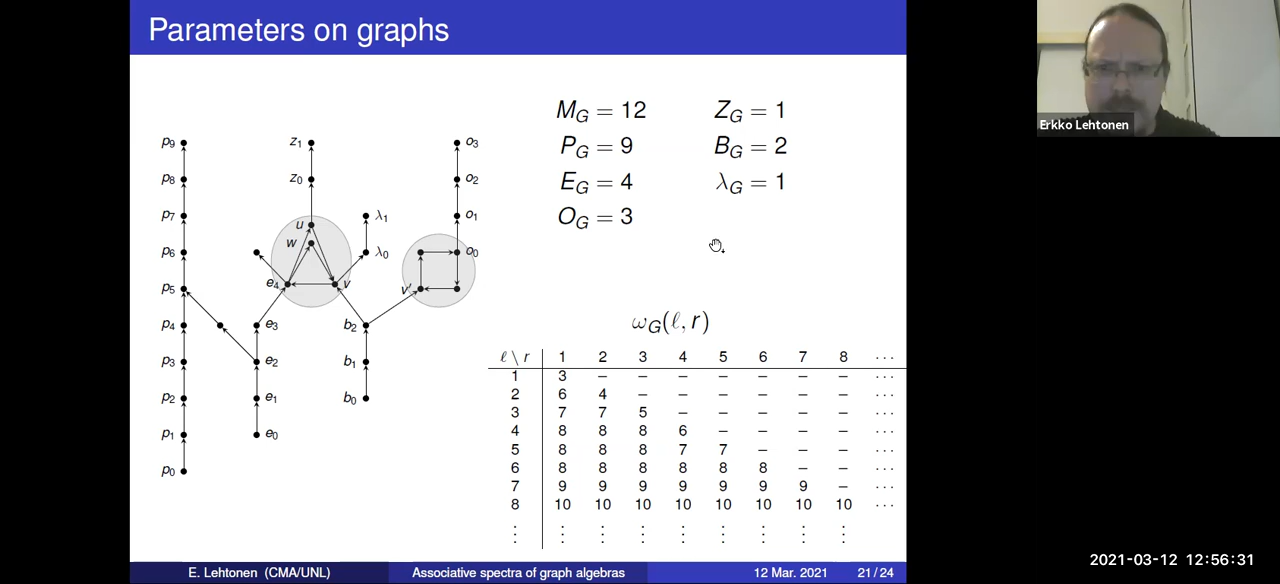 Parameters on graphs
M_G = 12 Z_G = 1
P_G = 9 B_G = 2
E_G = 4 λ_G = 1
O_G = 3
p9 z1 o3
p8 z0 o2
p7 u λ1 o1
p6 w λ0 o0
p5 e4 v v′
p4 e3 b2
p3 e2 b1
p2 e1 b0
p1 e0
p0
ω_G(ℓ, r)
ℓ \ r 1 2 3 4 5 6 7 8 ···
1 3 – – – – – – – ···
2 6 4 – – – – – – ···
3 7 7 5 – – – – – ···
4 8 8 8 6 – – – – ···
5 8 8 8 7 7 – – – ···
6 8 8 8 8 8 8 – – ···
7 9 9 9 9 9 9 9 – ···
8 10 10 10 10 10 10 10 10 ···
⋮ ⋮ ⋮ ⋮ ⋮ ⋮ ⋮ ⋮ ⋮
E. Lehtonen (CMA/UNL) Associative spectra of graph algebras 12 Mar. 2021 21 / 24
Erkko Lehtonen
2021-03-12 12:56:31